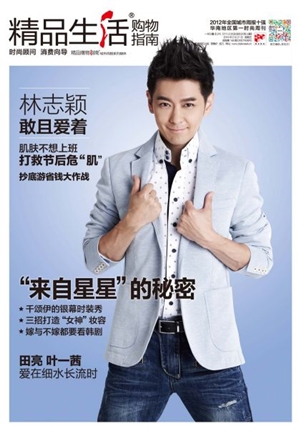 精品生活®购物指南
时尚顾问 消费向导
2012年全国城市周报十强
华南地区第一时尚周刊
林志颖
敢且爱着
肌肤不想上班
打救节后危“肌”
抄底游省钱大作战
“来自星星”的秘密
★ 千颂伊的银幕时装秀
★ 三招打造“女神”妆容
★ 嫁与不嫁都要看韩剧
田亮 叶一茜
爱在细水长流时